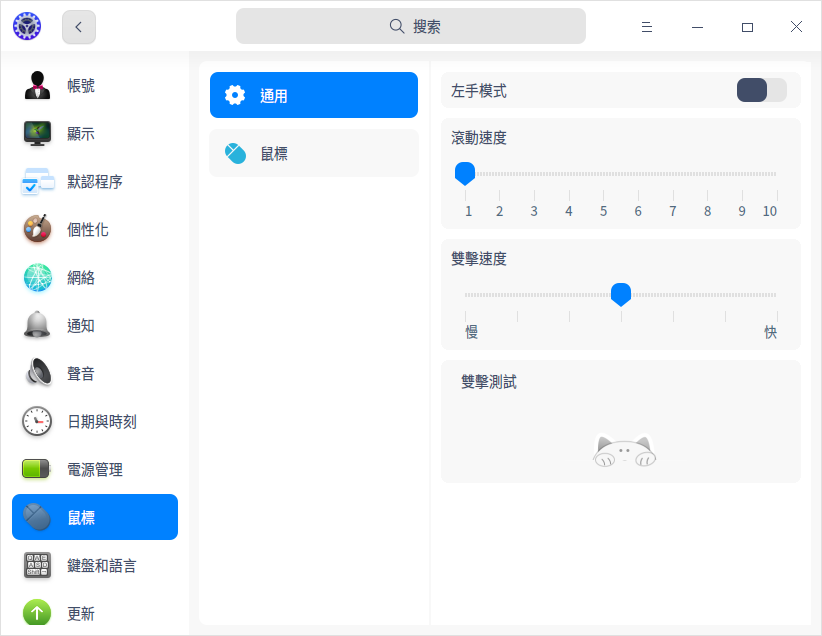 搜索
帳號
顯示
默認程序
個性化
網絡
通知
聲音
日期與時刻
電源管理
鼠標
鍵盤和語言
更新
通用
鼠標
左手模式
滾動速度
1 2 3 4 5 6 7 8 9 10
雙擊速度
慢 快
雙擊測試